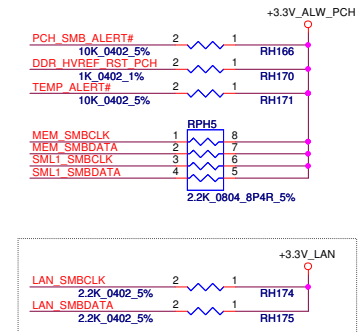 +3.3V_ALW_PCH
PCH_SMB_ALERT# 2 1
10K_0402_5% RH166
DDR_HVREF_RST_PCH 2 1
1K_0402_1% RH170
TEMP_ALERT# 2 1
10K_0402_5% RH171
RPH5
MEM_SMBCLK 1 8
MEM_SMBDATA 2 7
SML1_SMBCLK 3 6
SML1_SMBDATA 4 5
2.2K_0804_8P4R_5%
+3.3V_LAN
LAN_SMBCLK 2 1
2.2K_0402_5% RH174
LAN_SMBDATA 2 1
2.2K_0402_5% RH175